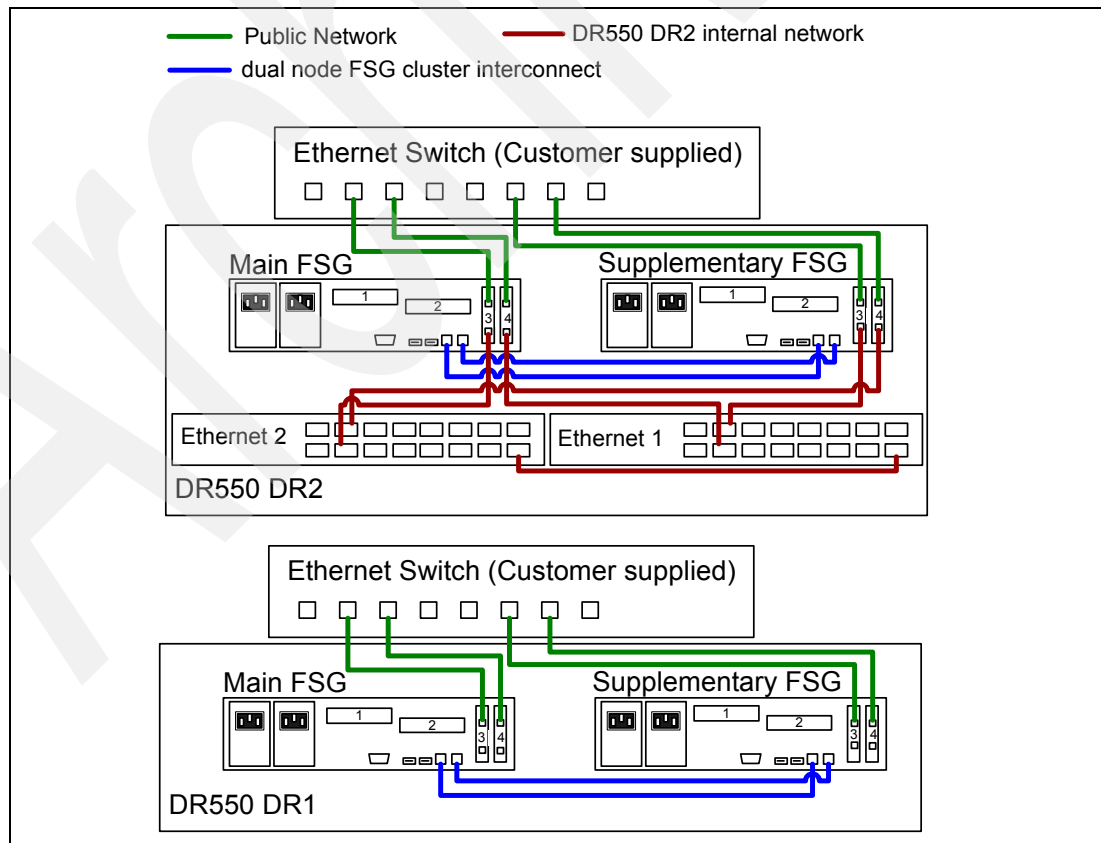 Public Network
DR550 DR2 internal network
dual node FSG cluster interconnect
Ethernet Switch (Customer supplied)
Main FSG
Supplementary FSG
1
2
3
4
1
2
3
4
Ethernet 2
Ethernet 1
DR550 DR2
Ethernet Switch (Customer supplied)
Main FSG
Supplementary FSG
1
2
3
4
1
2
3
4
DR550 DR1